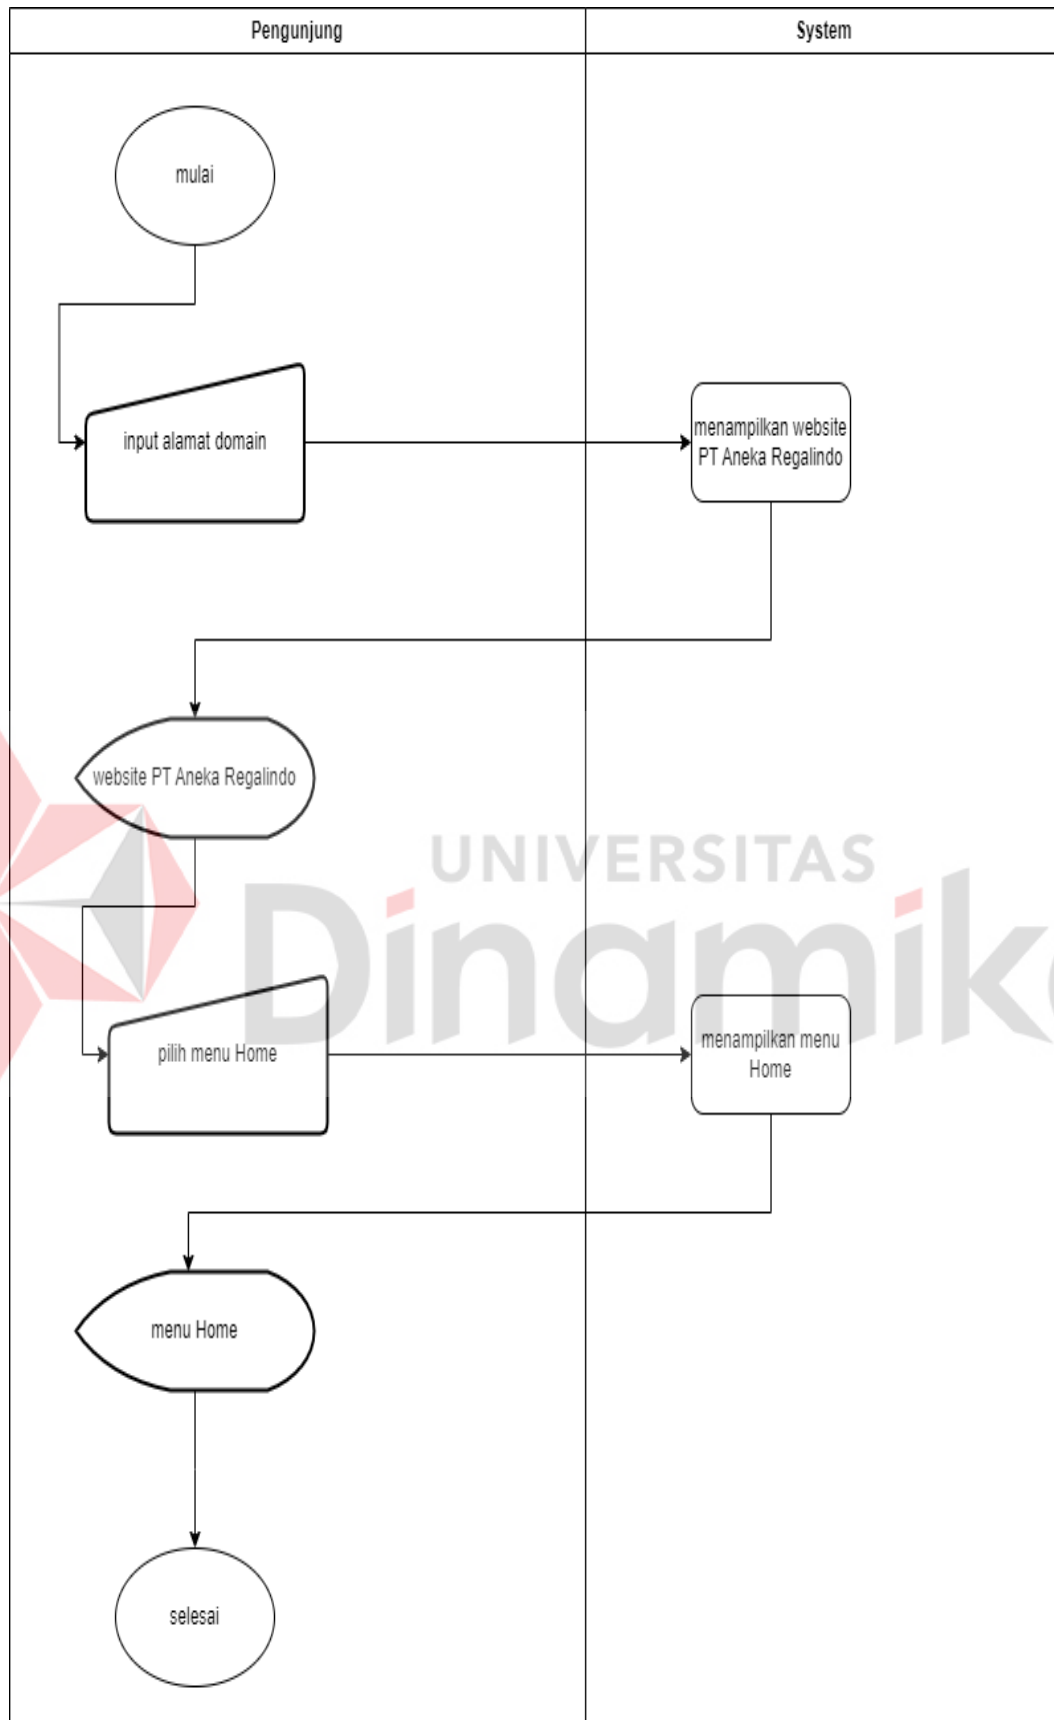 Pengunjung
System
mulai
input alamat domain
menampilkan website
PT Aneka Regalindo
website PT Aneka Regalindo
UNIVERSITAS
Dinamika
pilih menu Home
menampilkan menu
Home
menu Home
selesai